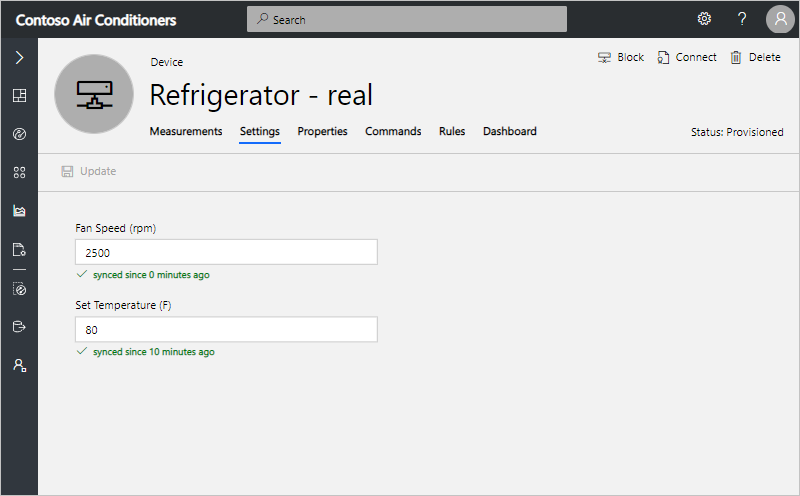 Contoso Air Conditioners
Search
?
Device
Block
Connect
Delete
Refrigerator - real
Measurements Settings Properties Commands Rules Dashboard
Status: Provisioned
Update
Fan Speed (rpm)
2500
synced since 0 minutes ago
Set Temperature (F)
80
synced since 10 minutes ago